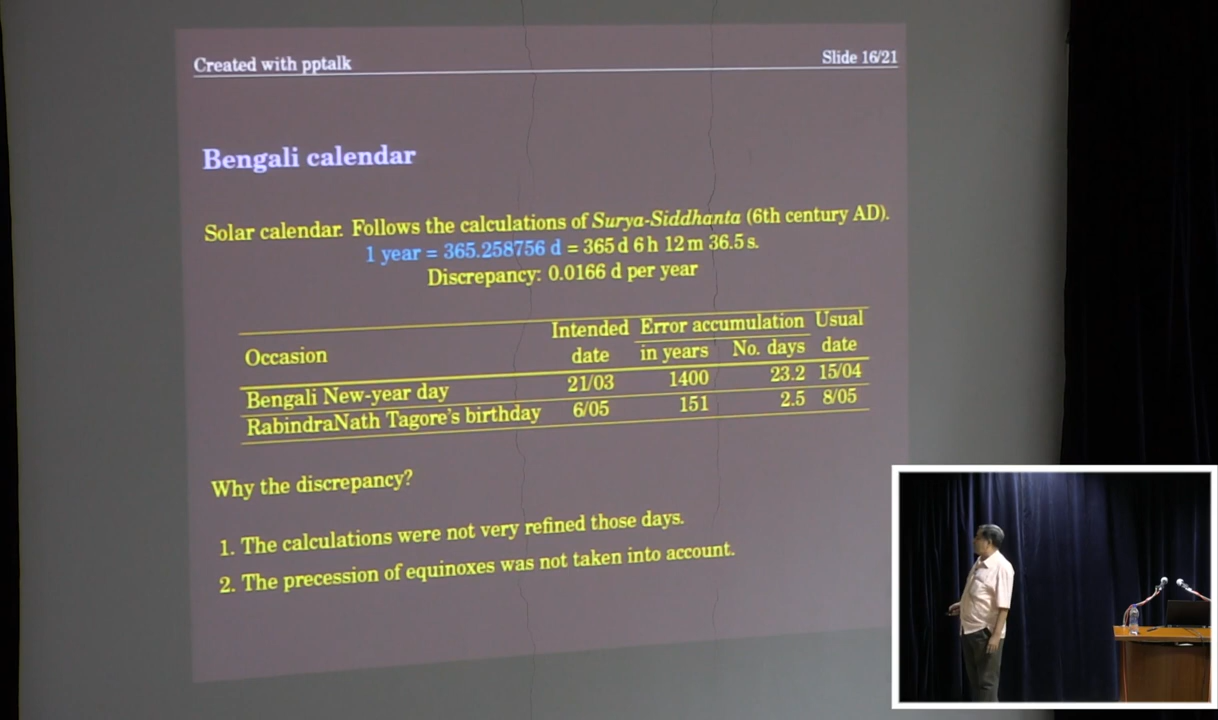 Created with pptalk
Slide 16/21
Bengali calendar
Solar calendar. Follows the calculations of Surya-Siddhanta (6th century AD).
1 year = 365.258756 d = 365 d 6 h 12 m 36.5 s.
Discrepancy: 0.0166 d per year
Intended Error accumulation Usual
Occasion date in years No. days date
Bengali New-year day 21/03 1400 23.2 15/04
RabindraNath Tagore's birthday 6/05 151 2.5 8/05
Why the discrepancy?
1. The calculations were not very refined those days.
2. The precession of equinoxes was not taken into account.